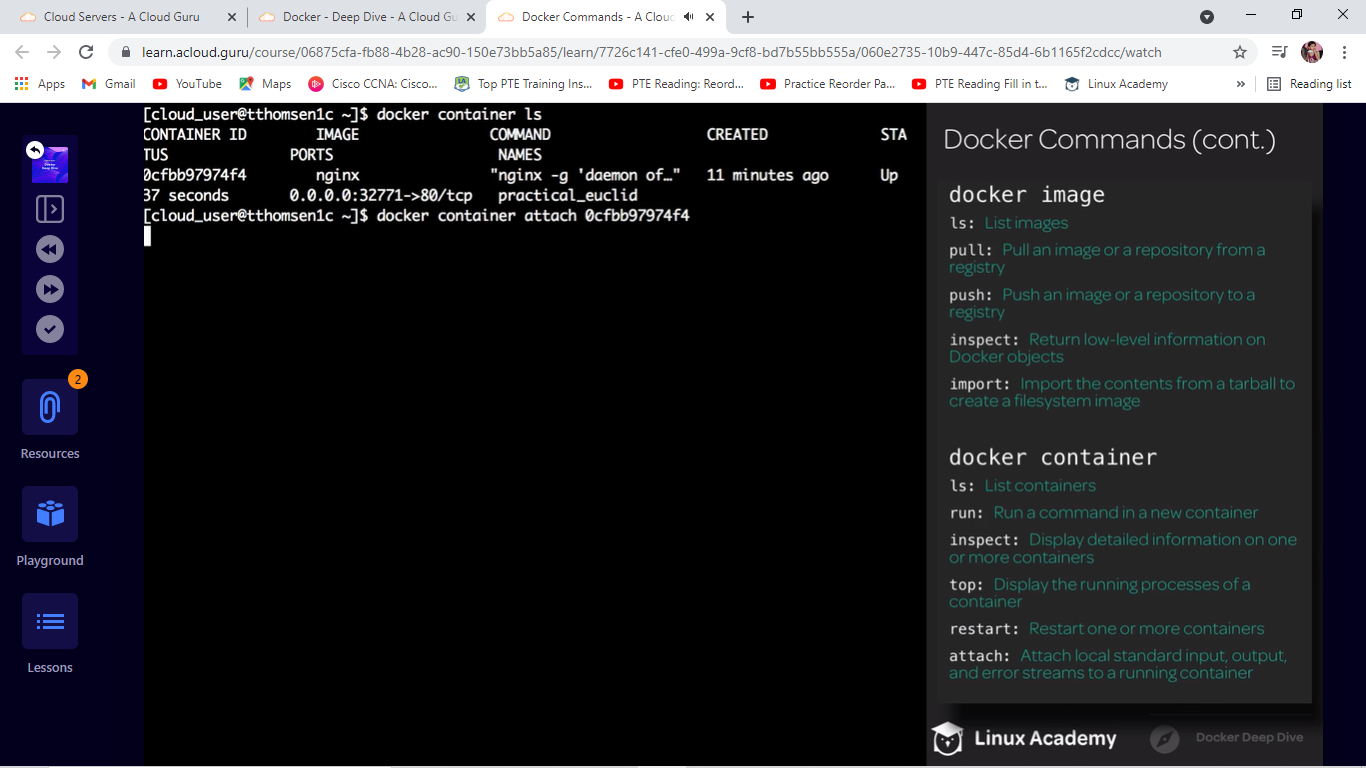 Cloud Servers - A Cloud Guru
Docker - Deep Dive - A Cloud Gu
Docker Commands - A Cloud
learn.acloud.guru/course/06875cfa-fb88-4b28-ac90-150e73bb5a85/learn/7726c141-cfe0-499a-9cf8-bd7b55bb555a/060e2735-10b9-447c-85d4-6b1165f2cdcc/watch
Apps
Gmail
YouTube
Maps
Cisco CCNA: Cisco...
Top PTE Training Ins...
PTE Reading: Reord...
Practice Reorder Pa...
PTE Reading Fill in t...
Linux Academy
»
Reading list
[cloud_user@tthomsen1c ~]$ docker container ls
CONTAINER ID IMAGE COMMAND CREATED STA
TUS PORTS NAMES
0cfbb97974f4 nginx "nginx -g 'daemon of…" 11 minutes ago Up
37 seconds 0.0.0.0:32771->80/tcp practical_euclid
[cloud_user@tthomsen1c ~]$ docker container attach 0cfbb97974f4
2
Resources
Playground
Lessons
Docker Commands (cont.)
docker image
ls: List images
pull: Pull an image or a repository from a
registry
push: Push an image or a repository to a
registry
inspect: Return low-level information on
Docker objects
import: Import the contents from a tarball to
create a filesystem image
docker container
ls: List containers
run: Run a command in a new container
inspect: Display detailed information on one
or more containers
top: Display the running processes of a
container
restart: Restart one or more containers
attach: Attach local standard input, output,
and error streams to a running container
Linux Academy
Docker Deep Dive